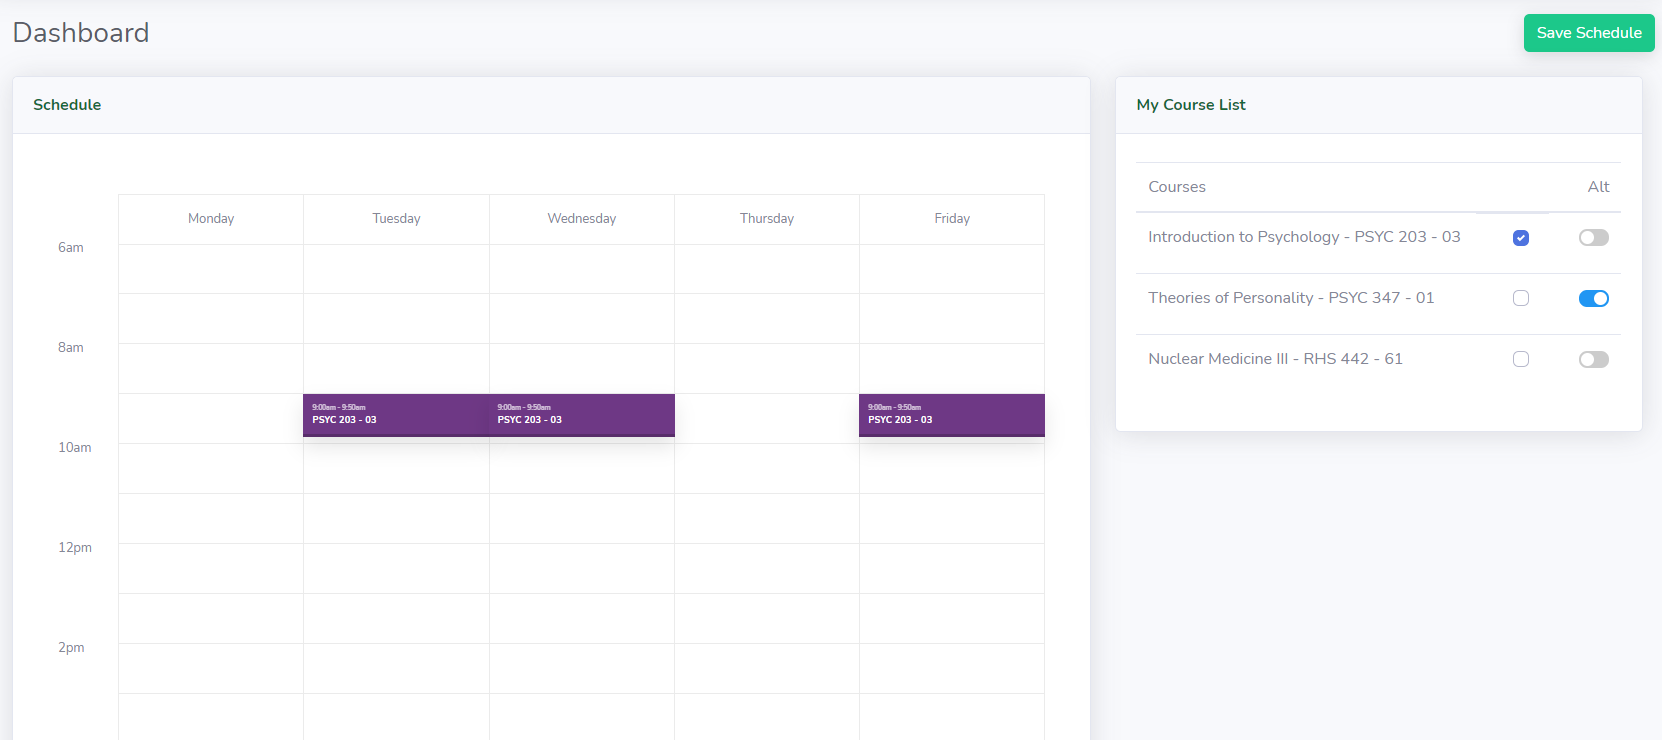 Dashboard
Save Schedule
Schedule
Monday
Tuesday
Wednesday
Thursday
Friday
6am
8am
9:00am - 9:50am
PSYC 203 - 03
9:00am - 9:50am
PSYC 203 - 03
9:00am - 9:50am
PSYC 203 - 03
10am
12pm
2pm
My Course List
Courses
Alt
Introduction to Psychology - PSYC 203 - 03
Theories of Personality - PSYC 347 - 01
Nuclear Medicine III - RHS 442 - 61